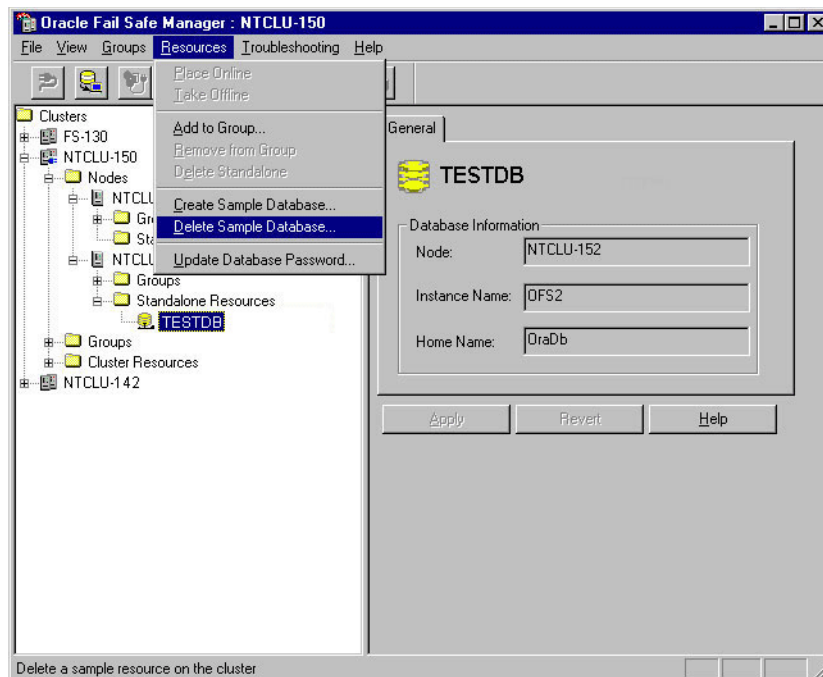 Oracle Fail Safe Manager : NTCLU-150
File View Groups Resources Troubleshooting Help
Place Online
Take Offline
Add to Group...
Remove from Group
Delete Standalone
Create Sample Database...
Delete Sample Database...
Update Database Password...
Clusters
FS-130
NTCLU-150
Nodes
NTCLU
Gr
Sta
NTCLU
Groups
Standalone Resources
TESTDB
Groups
Cluster Resources
NTCLU-142
General
TESTDB
Database Information
Node: NTCLU-152
Instance Name: OFS2
Home Name: OraDb
Apply Revert Help
Delete a sample resource on the cluster